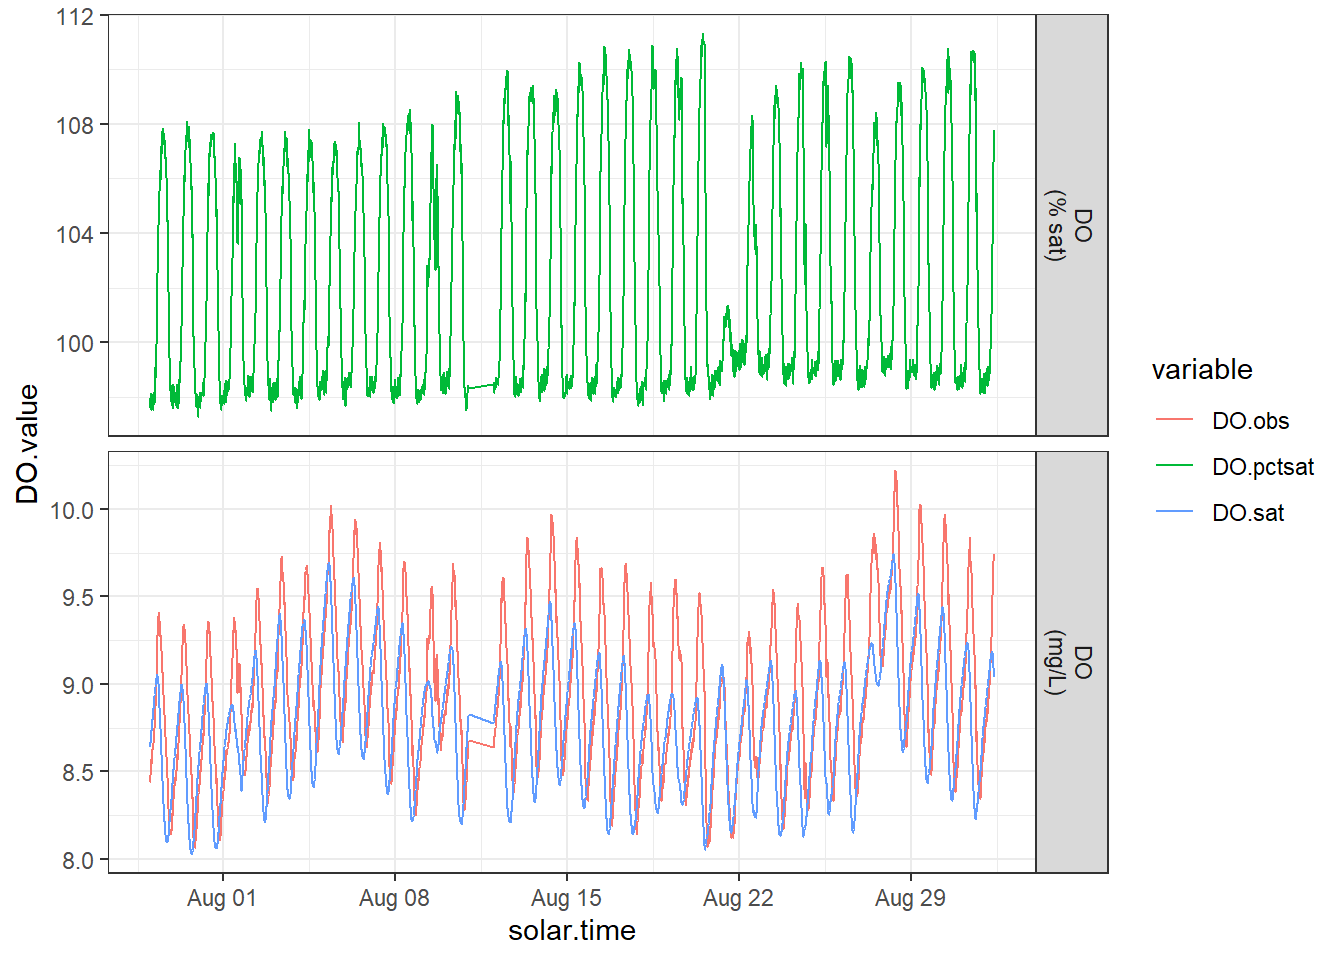 112
108
104
100
DO
(% sat)
10.0
9.5
9.0
8.5
8.0
DO
(mg/L)
DO.value
Aug 01
Aug 08
Aug 15
Aug 22
Aug 29
solar.time
variable
DO.obs
DO.pctsat
DO.sat